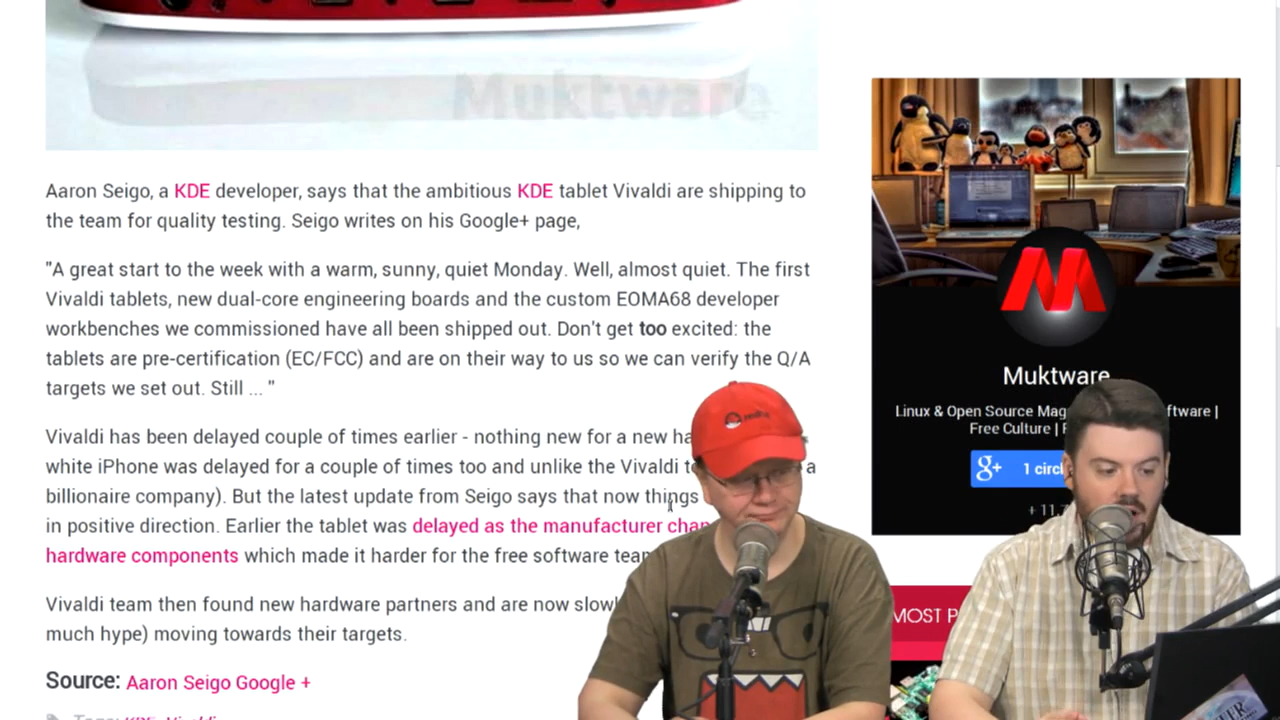 Muktware
Aaron Seigo, a KDE developer, says that the ambitious KDE tablet Vivaldi are shipping to
the team for quality testing. Seigo writes on his Google+ page,
"A great start to the week with a warm, sunny, quiet Monday. Well, almost quiet. The first
Vivaldi tablets, new dual-core engineering boards and the custom EOMA68 developer
workbenches we commissioned have all been shipped out. Don't get too excited: the
tablets are pre-certification (EC/FCC) and are on their way to us so we can verify the Q/A
targets we set out. Still ... "
Vivaldi has been delayed couple of times earlier - nothing new for a new
white iPhone was delayed for a couple of times too and unlike the Vivaldi a
billionaire company). But the latest update from Seigo says that now things
in positive direction. Earlier the tablet was delayed as the manufacturer
hardware components which made it harder for the free software
Vivaldi team then found new hardware partners and are now
much hype) moving towards their targets.
Source: Aaron Seigo Google +
Tags: KDE, Vivaldi
Muktware
Linux & Open Source |
Free Culture |
g+ 1
MOST